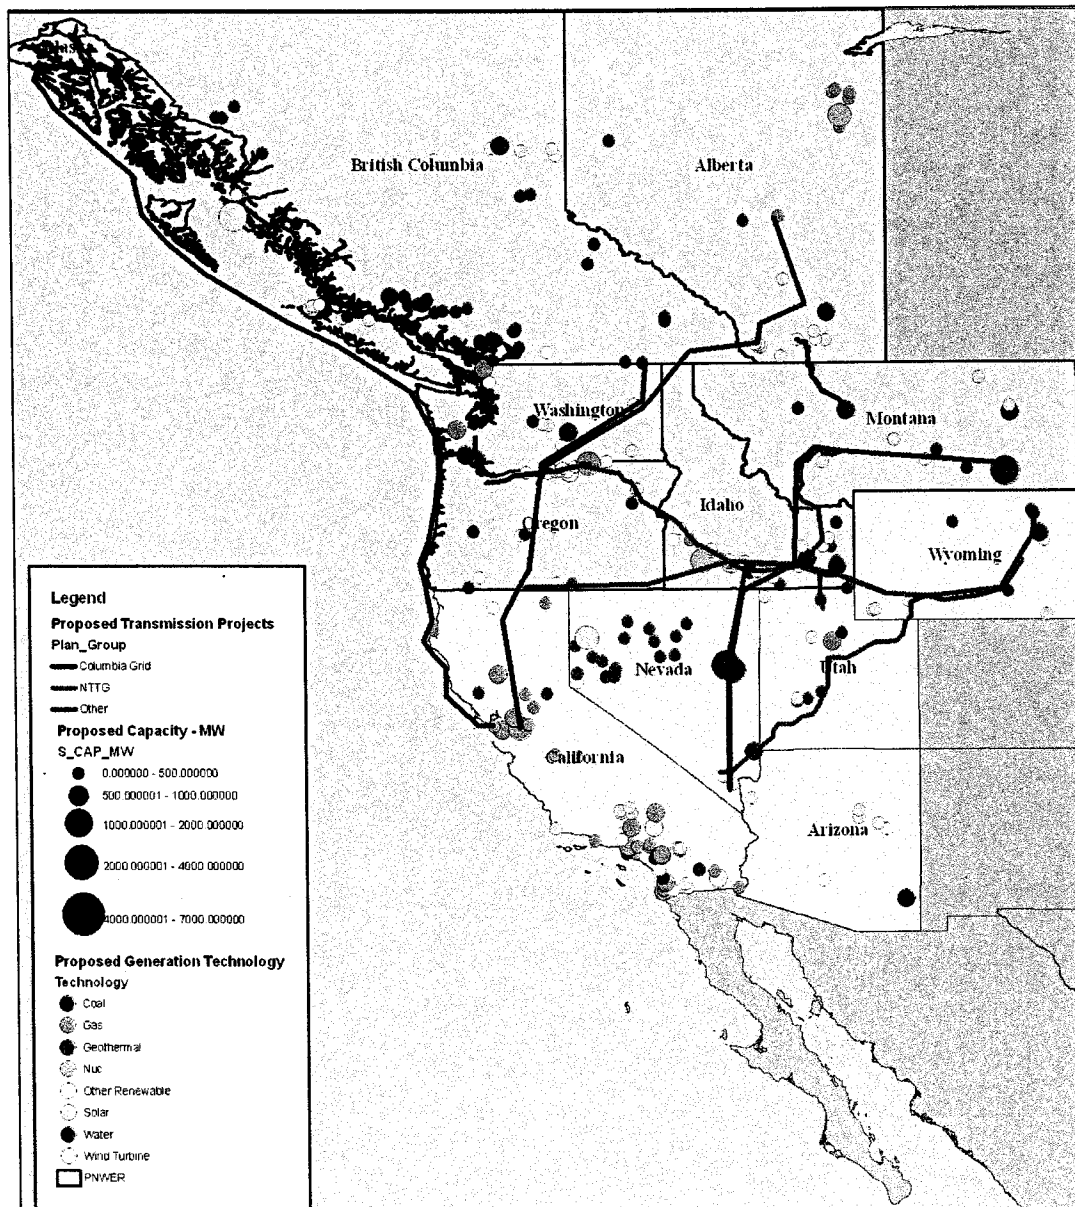 British Columbia
Alberta
Washington
Montana
Idaho
Oregon
Wyoming
Nevada
Utah
California
Arizona
Legend
Proposed Transmission Projects
Plan_Group
Columbia Grid
NTTG
Other
Proposed Capacity - MW
S_CAP_MW
0.000000 - 500.000000
500.000001 - 1000.000000
1000.000001 - 2000.000000
2000.000001 - 4000.000000
4000.000001 - 7000.000000
Proposed Generation Technology
Technology
Coal
Gas
Geothermal
Nuc
Other Renewable
Solar
Water
Wind Turbine
PNWER